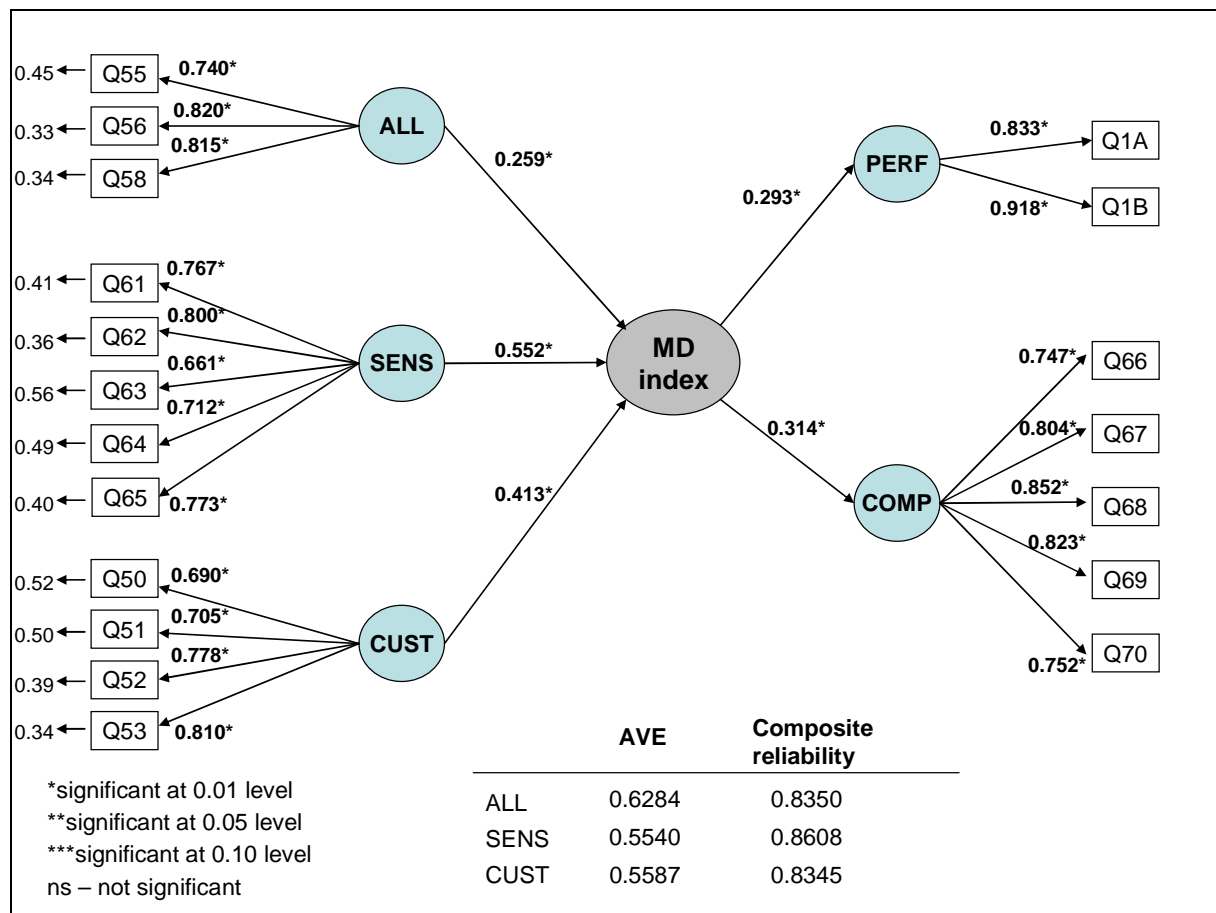 0.45 Q55 0.740*
0.33 Q56 0.820*
0.34 Q58 0.815*
ALL
0.259*
0.41 Q61 0.767*
0.36 Q62 0.800*
0.56 Q63 0.661*
0.49 Q64 0.712*
0.40 Q65 0.773*
SENS
0.552*
0.52 Q50 0.690*
0.50 Q51 0.705*
0.39 Q52 0.778*
0.34 Q53 0.810*
CUST
0.413*
MD
index
0.293*
PERF
0.833* Q1A
0.918* Q1B
0.314*
COMP
0.747* Q66
0.804* Q67
0.852* Q68
0.823* Q69
0.752* Q70
*significant at 0.01 level
**significant at 0.05 level
***significant at 0.10 level
ns – not significant
AVE Composite
reliability
ALL 0.6284 0.8350
SENS 0.5540 0.8608
CUST 0.5587 0.8345